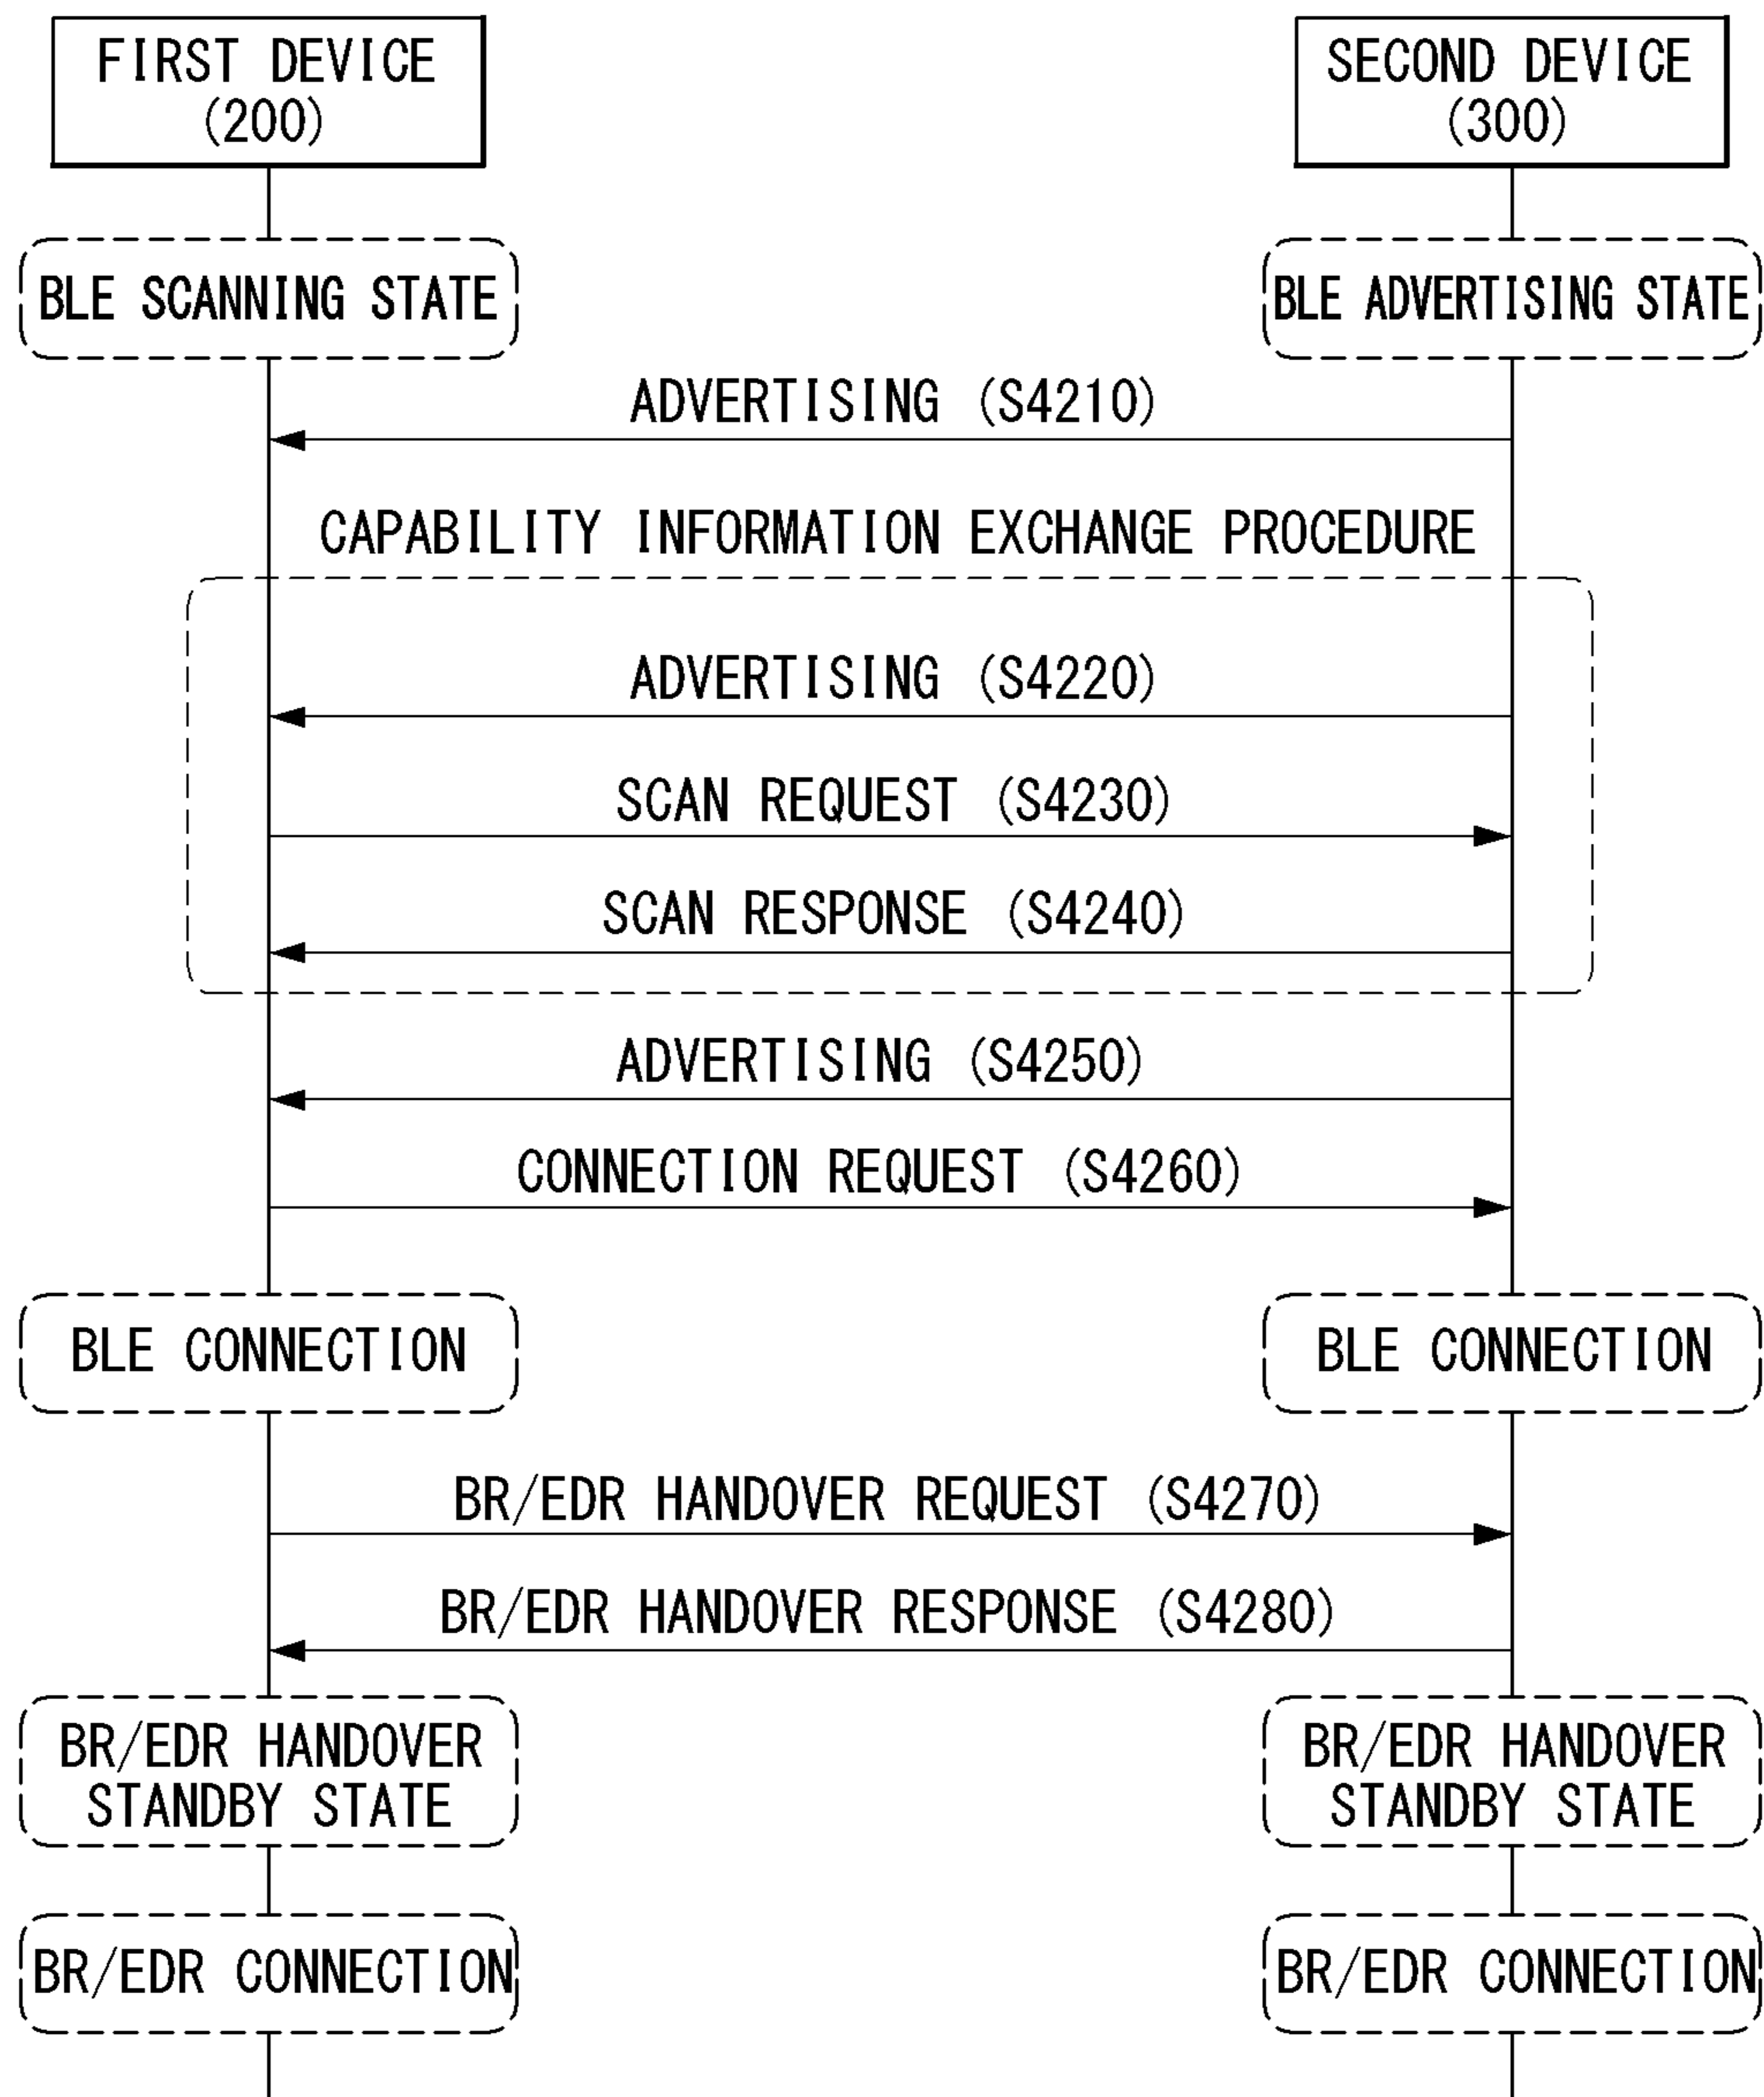 FIRST DEVICE
(200)
SECOND DEVICE
(300)
BLE SCANNING STATE
BLE ADVERTISING STATE
ADVERTISING (S4210)
CAPABILITY INFORMATION EXCHANGE PROCEDURE
ADVERTISING (S4220)
SCAN REQUEST (S4230)
SCAN RESPONSE (S4240)
ADVERTISING (S4250)
CONNECTION REQUEST (S4260)
BLE CONNECTION
BLE CONNECTION
BR/EDR HANDOVER REQUEST (S4270)
BR/EDR HANDOVER RESPONSE (S4280)
BR/EDR HANDOVER
STANDBY STATE
BR/EDR HANDOVER
STANDBY STATE
BR/EDR CONNECTION
BR/EDR CONNECTION